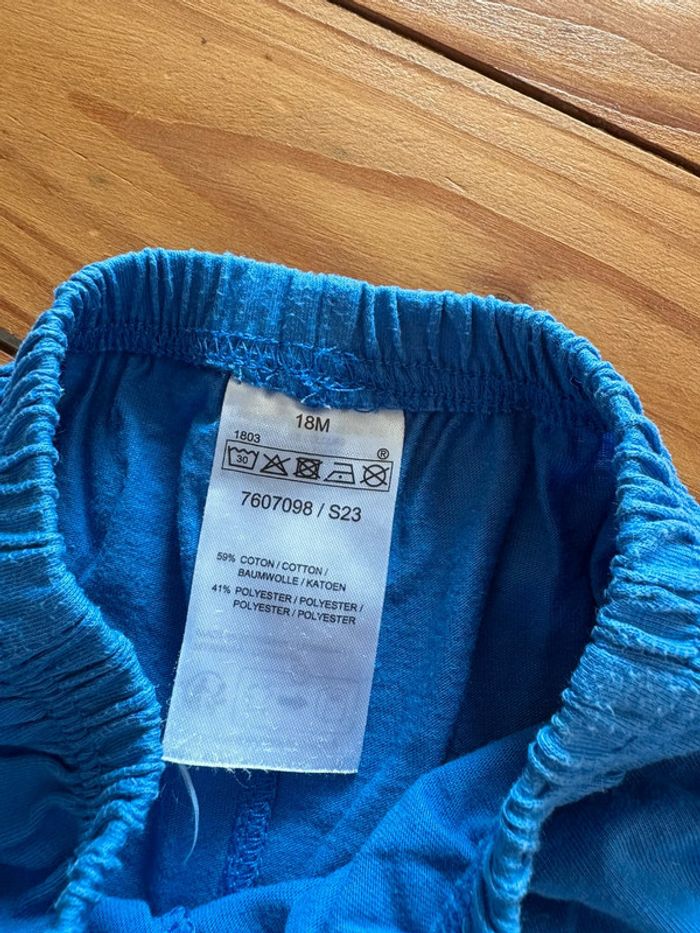 18M
1803
®
30
7607098 / S23
59% COTON / COTTON /
BAUMWOLLE / KATOEN
41% POLYESTER / POLYESTER /
POLYESTER / POLYESTER